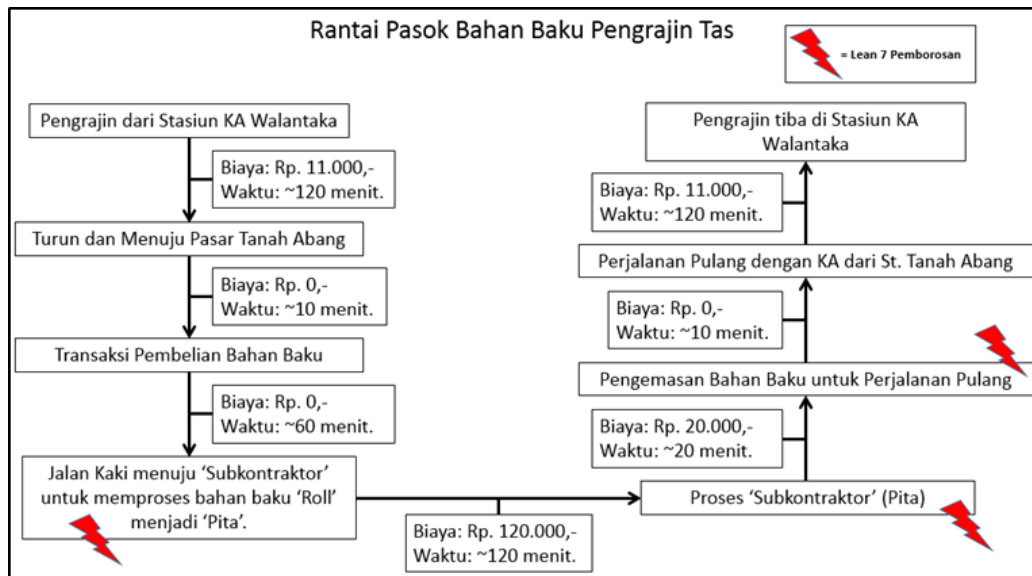 Rantai Pasok Bahan Baku Pengrajin Tas
= Lean 7 Pemborosan
Pengrajin dari Stasiun KA Walantaka
Biaya: Rp. 11.000,-
Waktu: ~120 menit.
Turun dan Menuju Pasar Tanah Abang
Biaya: Rp. 0,-
Waktu: ~10 menit.
Transaksi Pembelian Bahan Baku
Biaya: Rp. 0,-
Waktu: ~60 menit.
Jalan Kaki menuju ‘Subkontraktor’
untuk memproses bahan baku ‘Roll’
menjadi ‘Pita’.
Biaya: Rp. 120.000,-
Waktu: ~120 menit.
Proses ‘Subkontraktor’ (Pita)
Biaya: Rp. 20.000,-
Waktu: ~20 menit.
Pengemasan Bahan Baku untuk Perjalanan Pulang
Biaya: Rp. 0,-
Waktu: ~10 menit.
Perjalanan Pulang dengan KA dari St. Tanah Abang
Biaya: Rp. 11.000,-
Waktu: ~120 menit.
Pengrajin tiba di Stasiun KA
Walantaka